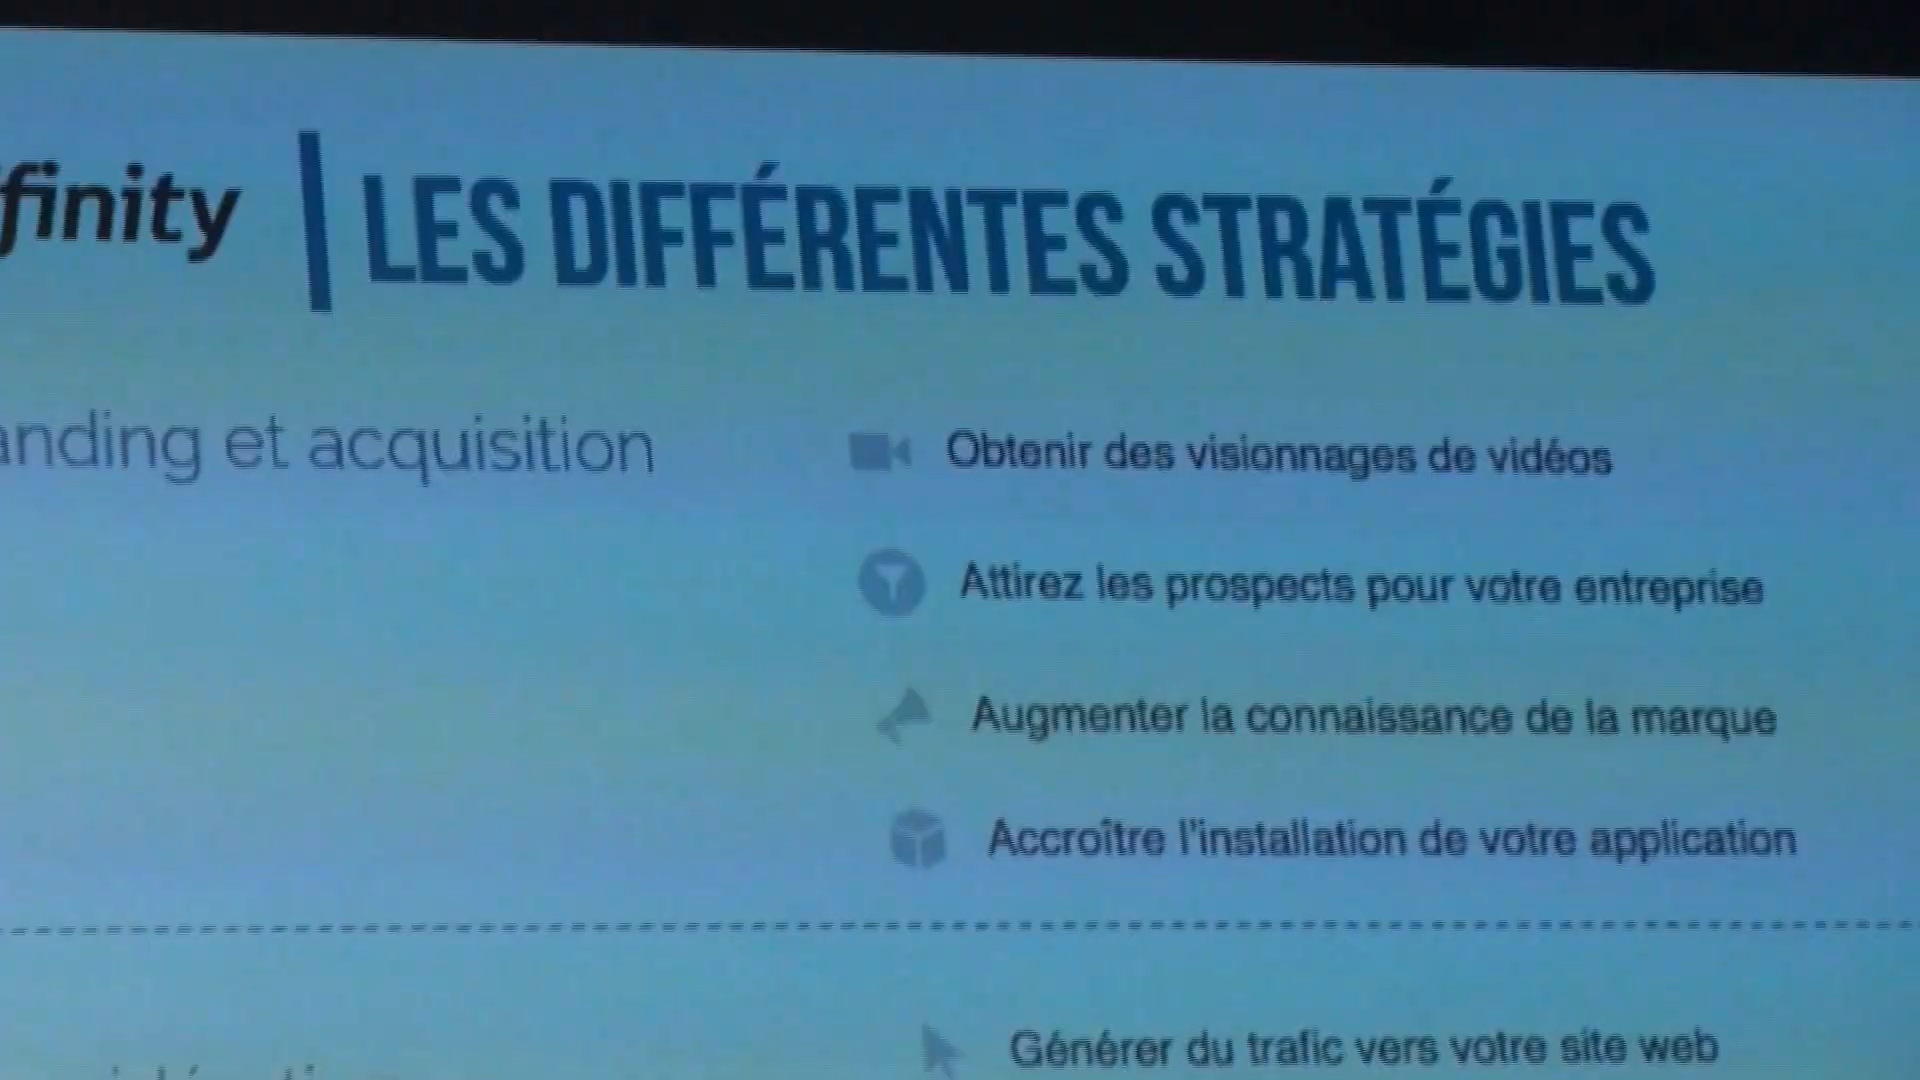 finity
LES DIFFÉRENTES STRATÉGIES
anding et acquisition
Obtenir des visionnages de vidéos
Attirez les prospects pour votre entreprise
Augmenter la connaissance de la marque
Accroître l'installation de votre application
Générer du trafic vers votre site web